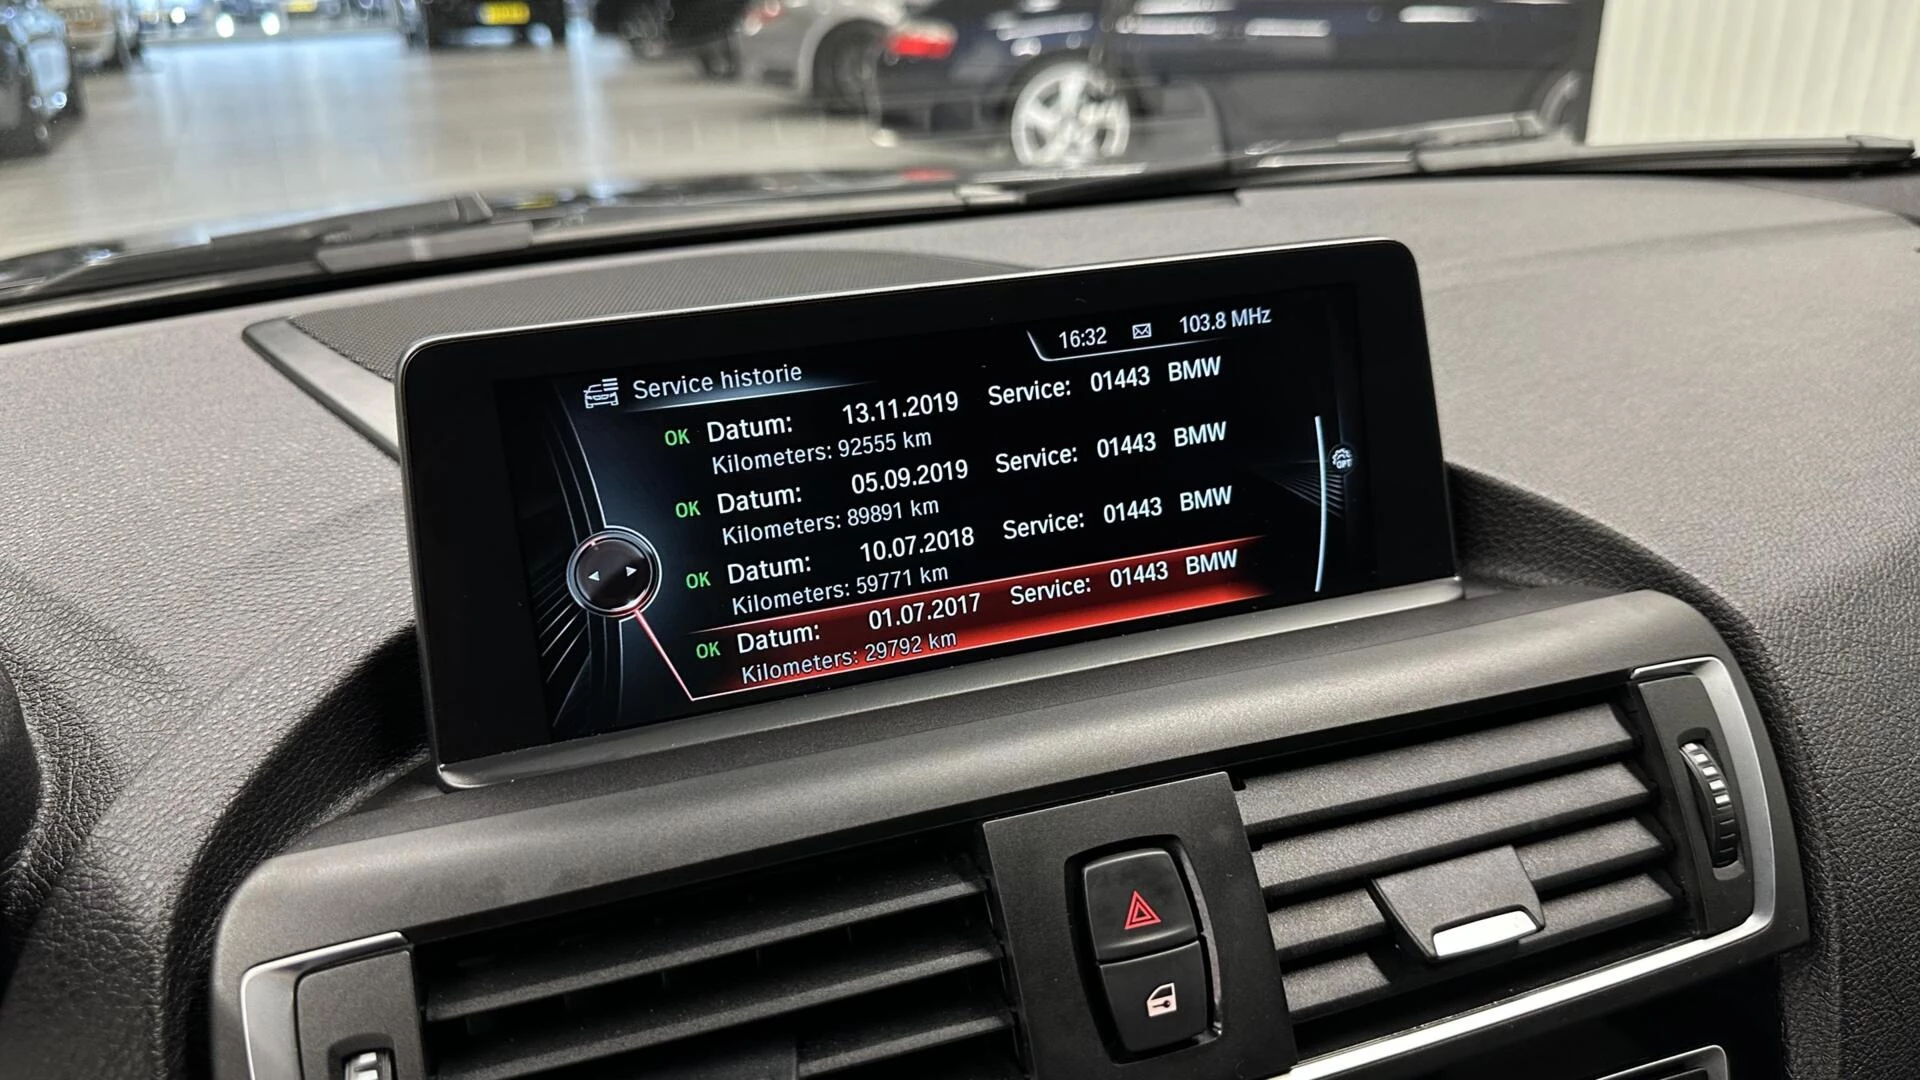 16:32 103.8 MHz
Service historie
OK Datum: 13.11.2019 Service: 01443 BMW
Kilometers: 92555 km
OK Datum: 05.09.2019 Service: 01443 BMW
Kilometers: 89891 km
OK Datum: 10.07.2018 Service: 01443 BMW
Kilometers: 59771 km
OK Datum: 01.07.2017 Service: 01443 BMW
Kilometers: 29792 km
OPT